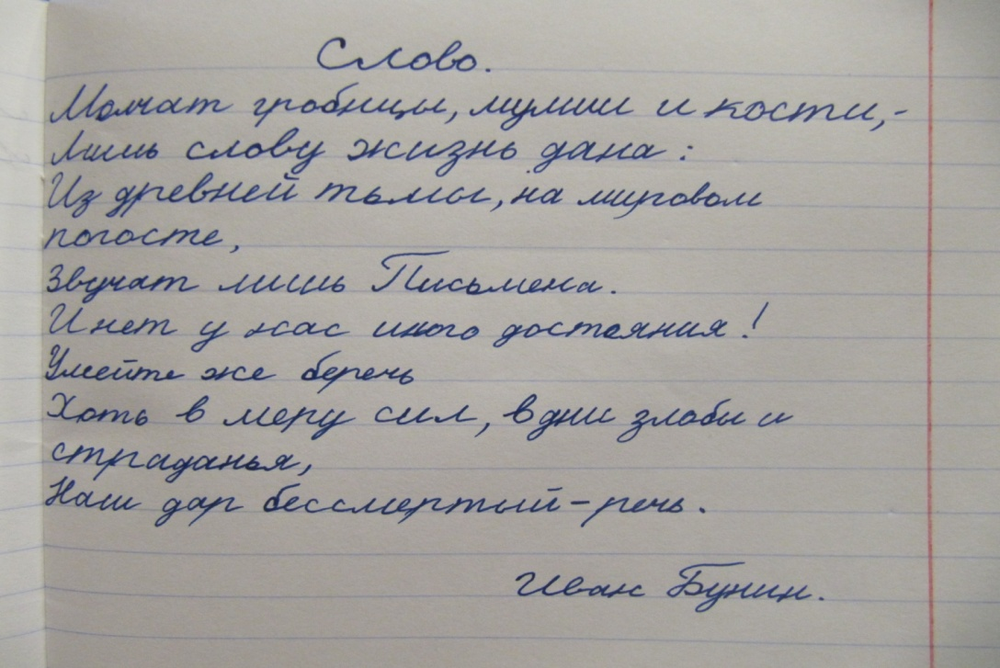 Слово.
Молчат гробницы, мумии и кости,-
Лишь слову жизнь дана:
Из древней тьмы, на мировом
погосте,
Звучат лишь Письмена.
И нет у нас иного достояния!
Умейте же беречь
Хоть в меру сил, в дни злобы и
страданья,
Наш дар бессмертый-речь.
Иван Бунин.